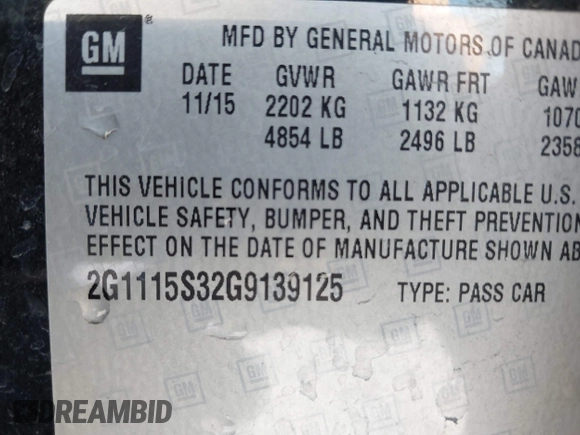 GM
MFD BY GENERAL MOTORS OF CANAD
DATE GVWR GAWR FRT GAW
11/15 2202 KG 1132 KG 1070
4854 LB 2496 LB 2358
THIS VEHICLE CONFORMS TO ALL APPLICABLE U.S.
VEHICLE SAFETY, BUMPER, AND THEFT PREVENTION
EFFECT ON THE DATE OF MANUFACTURE SHOWN AB
2G1115S32G9139125 TYPE: PASS CAR
DREAMBID